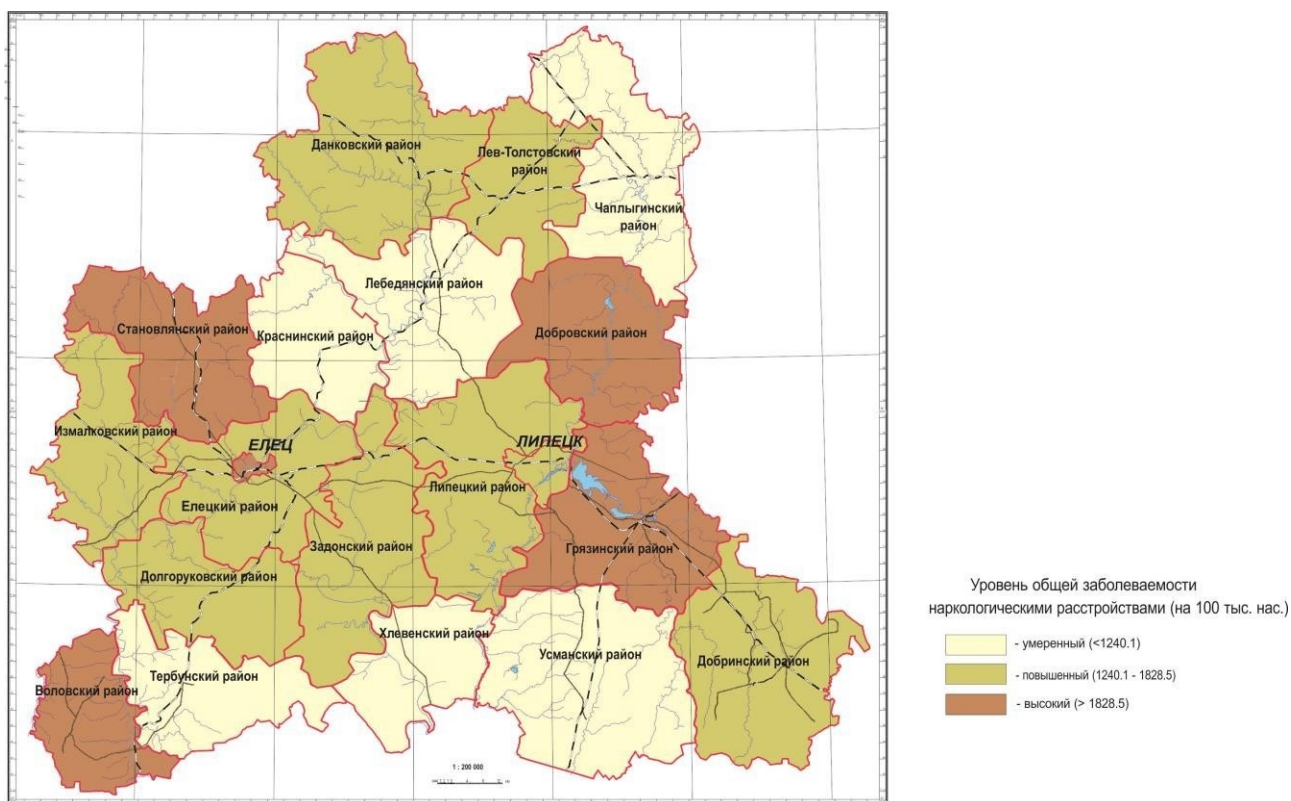 Данковский район
Лев-Толстовский
район
Чаплыгинский
район
Лебедянский район
Становлянский район
Краснинский район
Добровский район
Измалковский район
ЕЛЕЦ
ЛИПЕЦК
Липецкий район
Елецкий район
Задонский район
Грязинский район
Долгоруковский район
Хлевенский район
Усманский район
Добринский район
Тербунский район
Воловский район
1 : 200 000
Уровень общей заболеваемости
наркологическими расстройствами (на 100 тыс. нас.)
- умеренный (<1240.1)
- повышенный (1240.1 - 1828.5)
- высокий (> 1828.5)